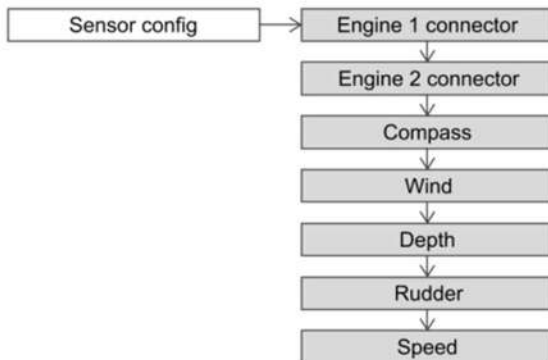 Sensor config
Engine 1 connector
Engine 2 connector
Compass
Wind
Depth
Rudder
Speed